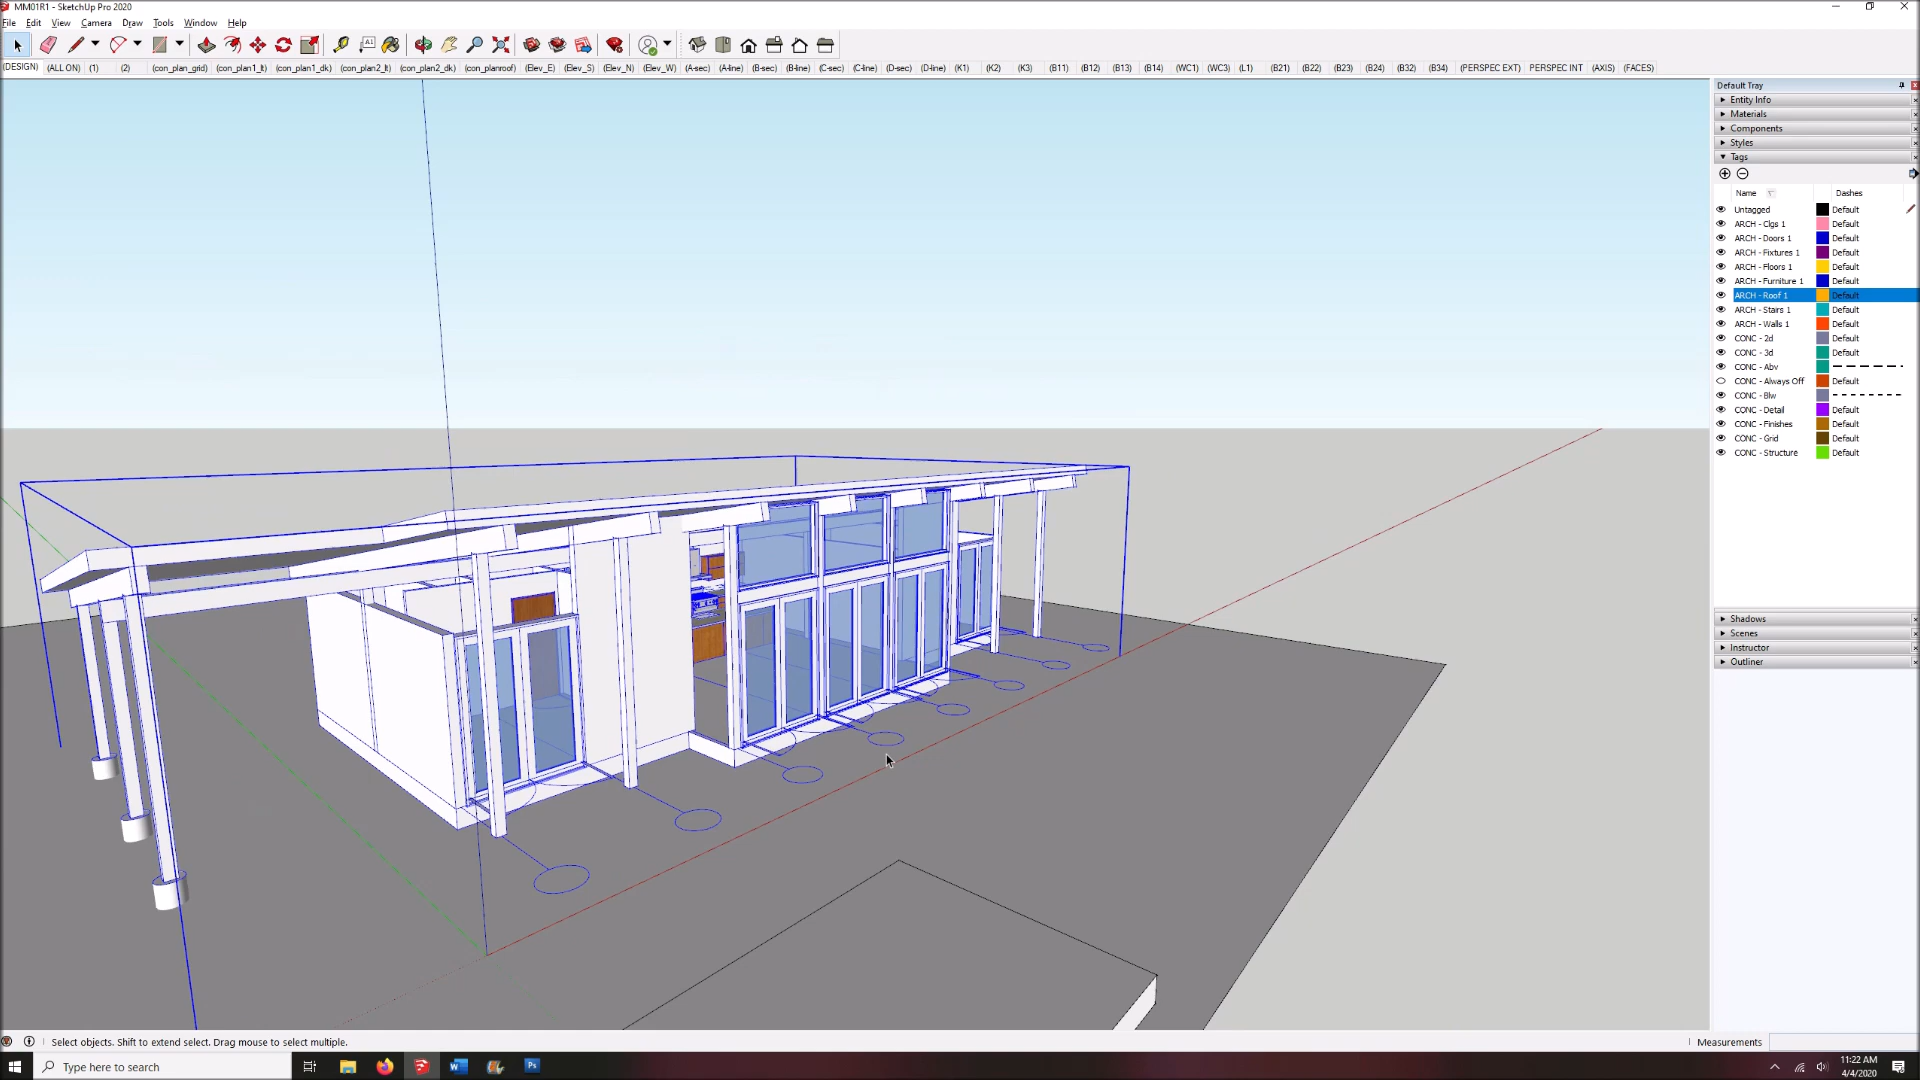 MM01R1 - SketchUp Pro 2020
File Edit View Camera Draw Tools Window Help
(DESIGN) (ALL ON) (1) (2) (con_plan_grid) (con_plan1_lt) (con_plan1_dk) (con_plan2_lt) (con_plan2_dk) (con_planroof) (Elev_E) (Elev_S) (Elev_N) (Elev_W) (A-sec) (A-line) (B-sec) (B-line) (C-sec) (C-line) (D-sec) (D-line) (K1) (K2) (K3) (B11) (B12) (B13) (B14) (WC1) (WC3) (L1) (B21) (B22) (B23) (B24) (B32) (B34) (PERSPEC EXT) PERSPEC INT (AXIS) (FACES)
Default Tray
Entity Info
Materials
Components
Styles
Tags
Name Dashes
Untagged Default
ARCH - Clgs 1 Default
ARCH - Doors 1 Default
ARCH - Fixtures 1 Default
ARCH - Floors 1 Default
ARCH - Furniture 1 Default
ARCH - Roof 1 Default
ARCH - Stairs 1 Default
ARCH - Walls 1 Default
CONC - 2d Default
CONC - 3d Default
CONC - Abv
CONC - Always Off Default
CONC - Blw
CONC - Detail Default
CONC - Finishes Default
CONC - Grid Default
CONC - Structure Default
Shadows
Scenes
Instructor
Outliner
Select objects. Shift to extend select. Drag mouse to select multiple.
Measurements
Type here to search
11:22 AM
4/4/2020